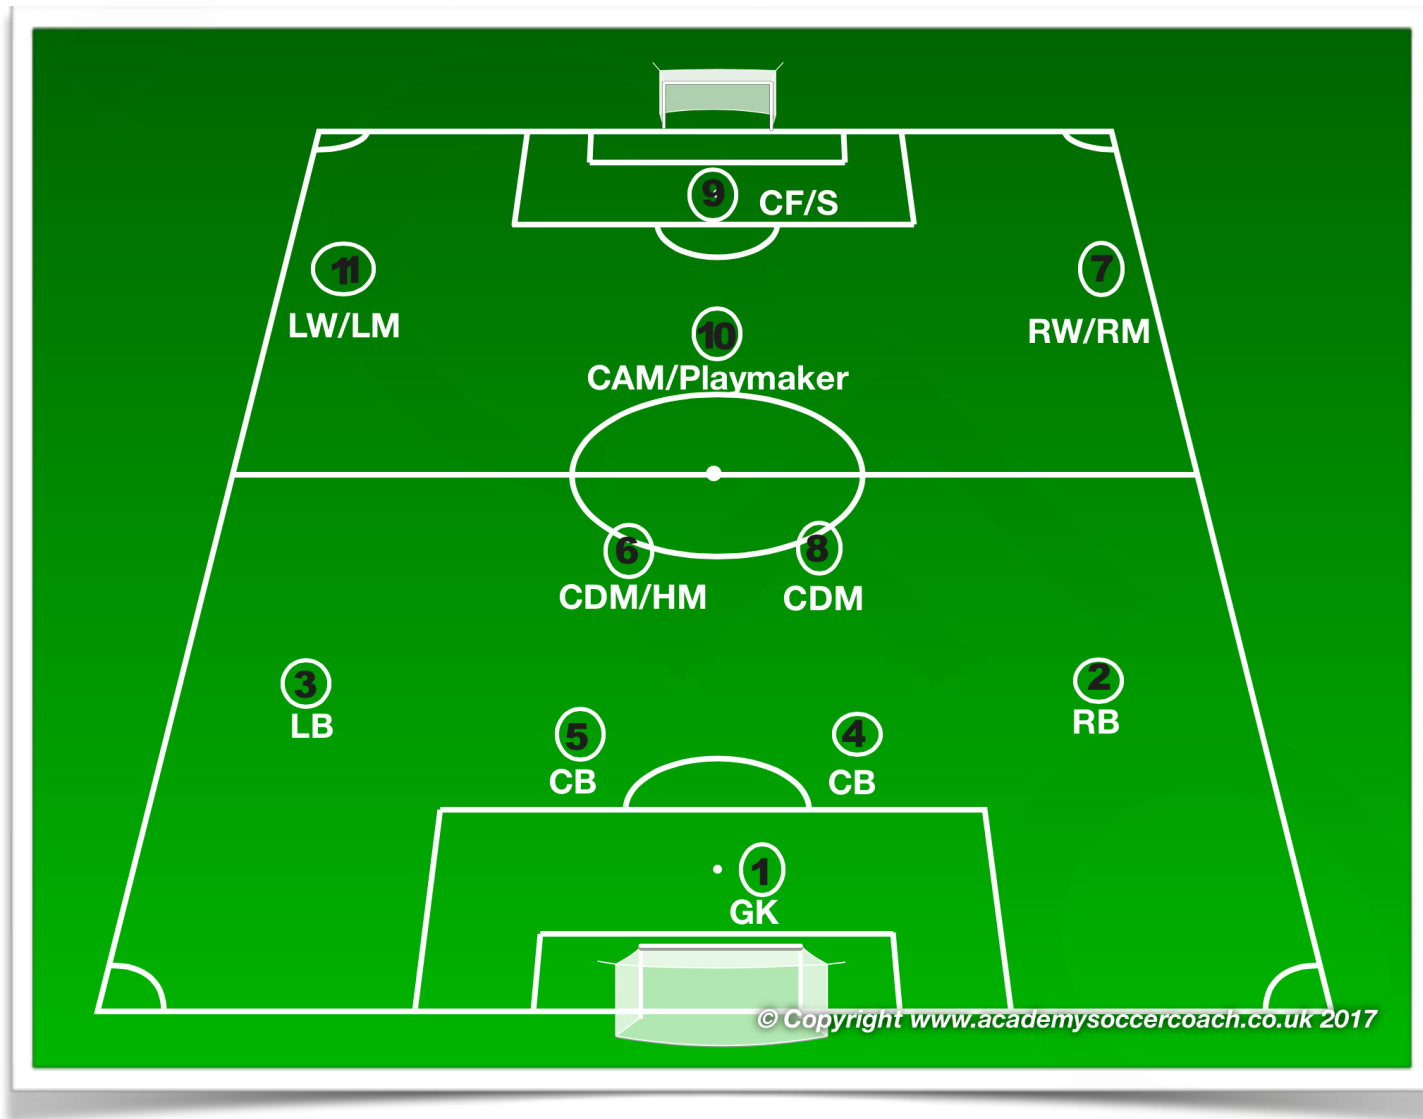 9 CF/S
11
7
LW/LM
RW/RM
10
CAM/Playmaker
6
8
CDM/HM
CDM
3
2
LB
RB
5
4
CB
CB
1
GK
© Copyright www.academysoccercoach.co.uk 2017